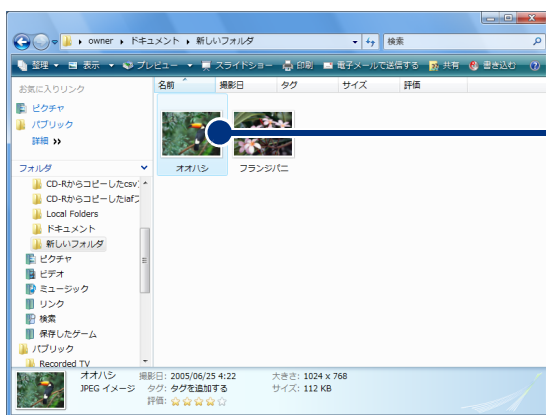 owner ▸ ドキュメント ▸ 新しいフォルダ
検索
整理 表示 プレビュー スライドショー 印刷 電子メールで送信する 共有 書き込む
お気に入りリンク
名前 撮影日 タグ サイズ 評価
ピクチャ
パブリック
詳細 >>
オオハシ フランジパニ
フォルダ
CD-Rからコピーしたcsv
CD-Rからコピーしたiafフ
Local Folders
ドキュメント
新しいフォルダ
ピクチャ
ビデオ
ミュージック
リンク
検索
保存したゲーム
パブリック
Recorded TV
オオハシ 撮影日: 2005/06/25 4:22 大きさ: 1024 x 768
JPEG イメージ タグ: タグを追加する サイズ: 112 KB
評価: